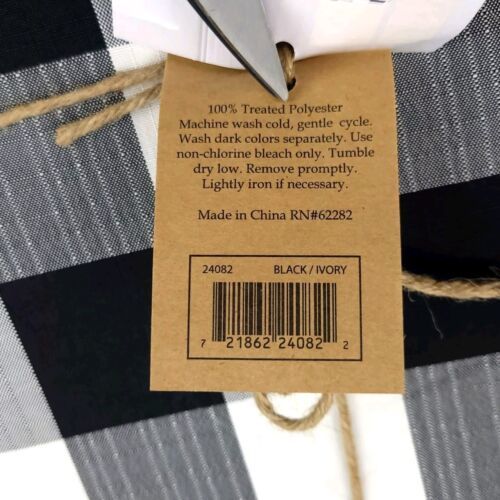 100% Treated Polyester
Machine wash cold, gentle cycle.
Wash dark colors separately. Use
non-chlorine bleach only. Tumble
dry low. Remove promptly.
Lightly iron if necessary.
Made in China RN#62282
24082 BLACK / IVORY
7 21862 24082 2